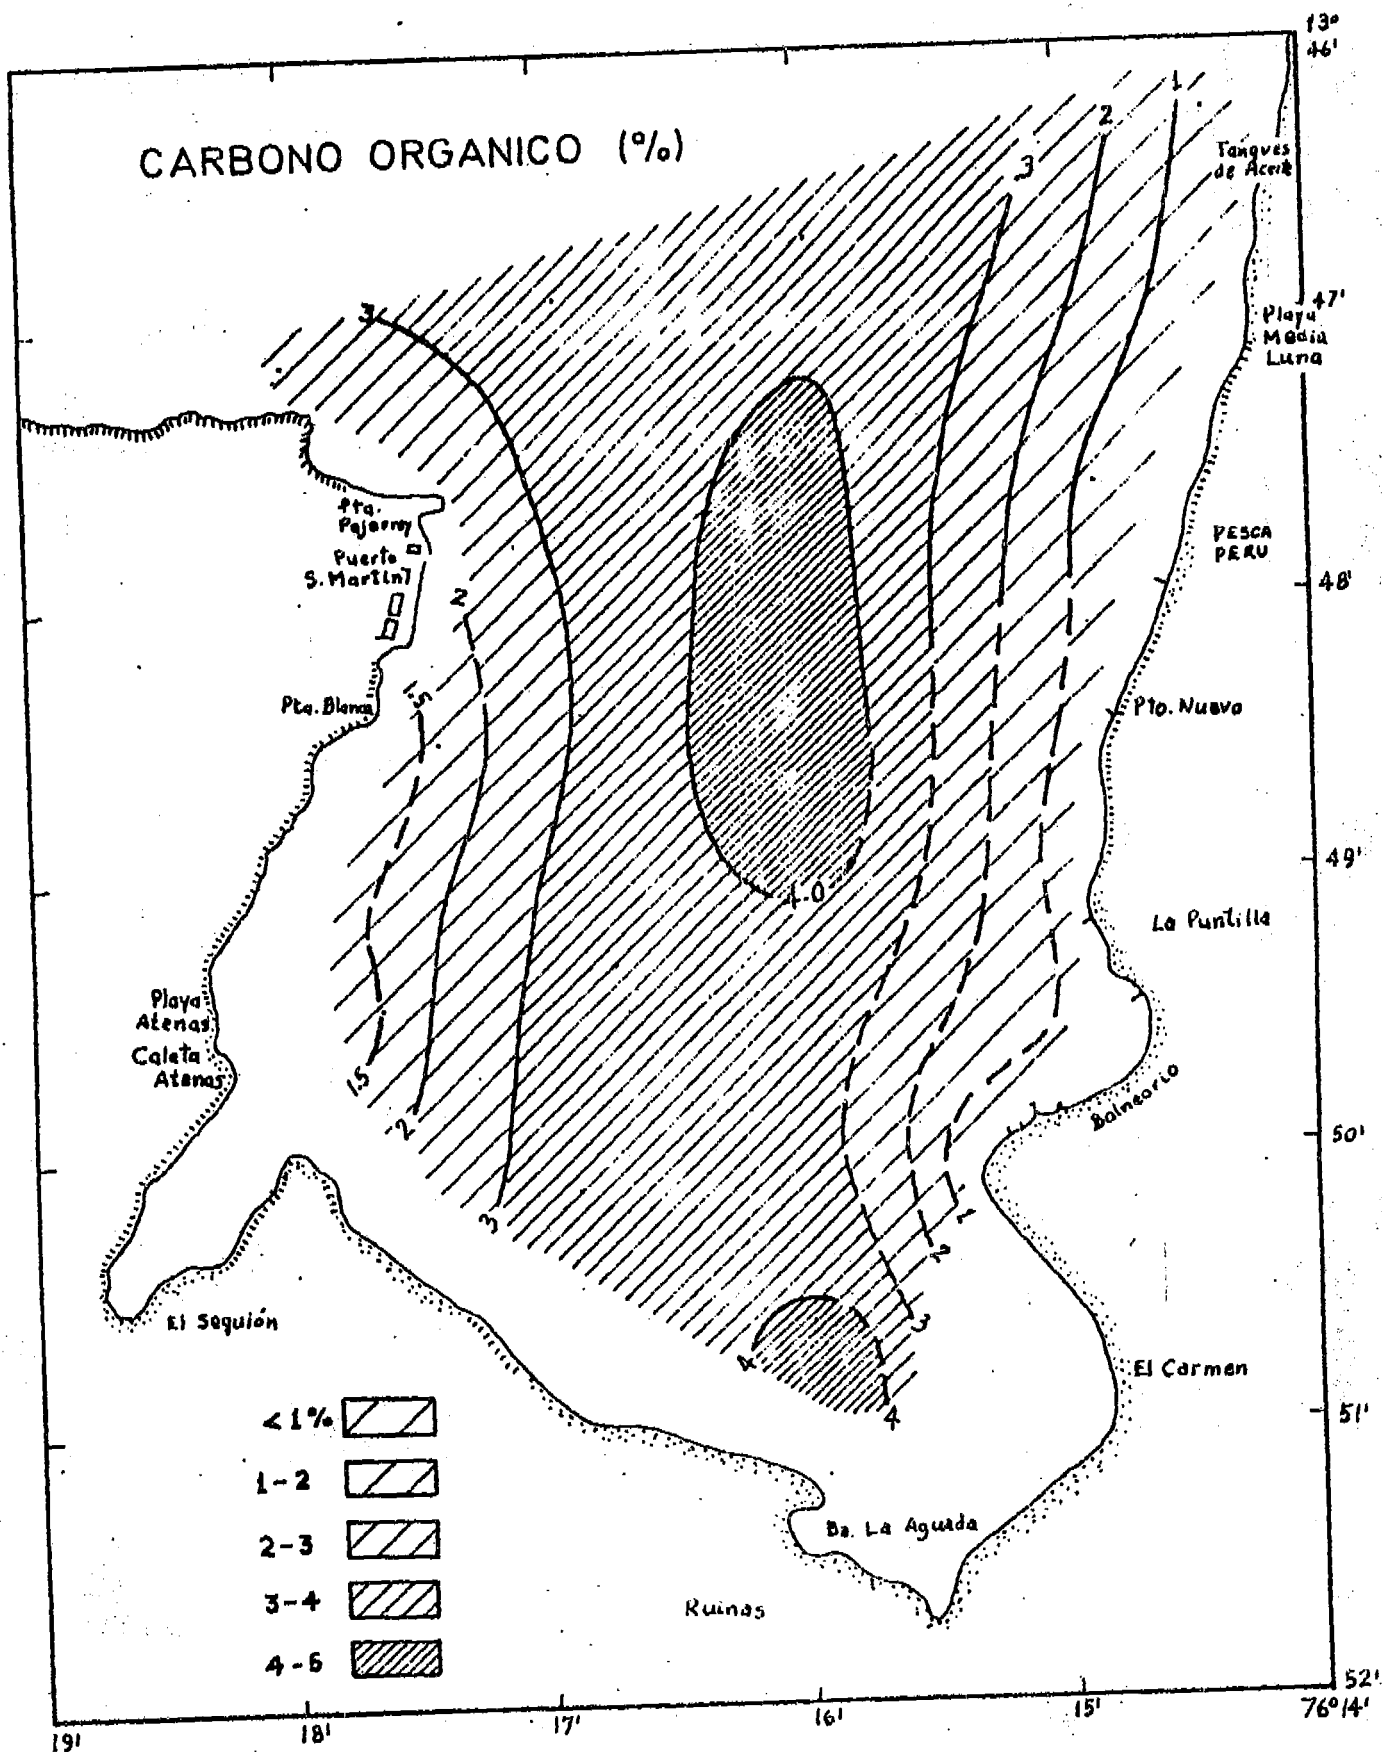 13°
46'
CARBONO ORGANICO (%)
1
2
3
Tanques
de Aceite
47'
3
Playa
Media
Luna
Pta.
Pejerrey
Puerto
S. Martin
PESCA
PERU
48'
2
1.5
Pta. Blanca
Pto. Nuevo
49'
4.0
La Puntilla
Playa
Atenas
Caleta
Atenas
1.5
2
Balneario
50'
3
1
2
El Sequión
3
4
El Carmen
4
51'
<1%
1-2
2-3
3-4
4-5
Ba. La Aguada
Ruinas
52'
19'
18'
17'
16'
15'
76°14'